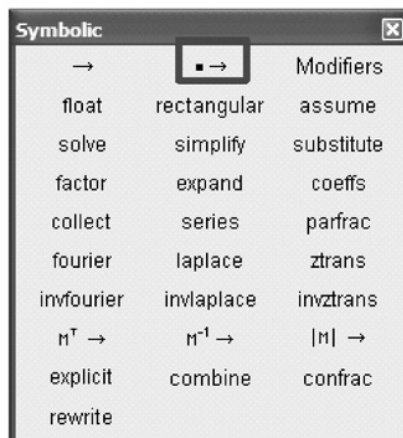 Symbolic
→ ▪ → Modifiers
float rectangular assume
solve simplify substitute
factor expand coeffs
collect series parfrac
fourier laplace ztrans
invfourier invlaplace invztrans
Mᵀ → M⁻¹ → |M| →
explicit combine confrac
rewrite